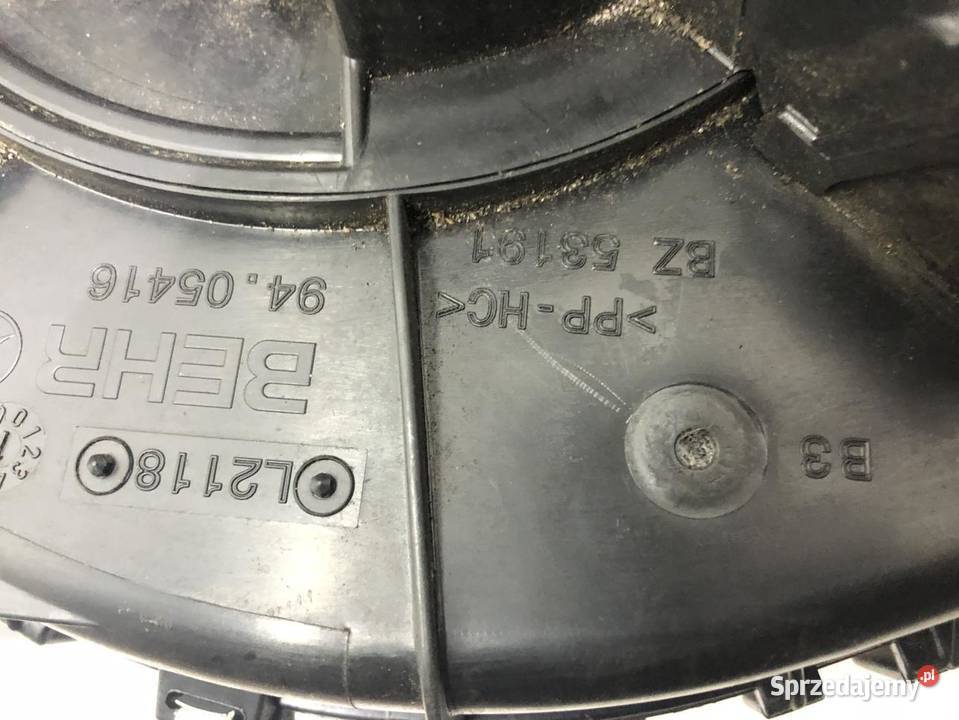 L2118
BEHR
94.05416
B3
>PP-HC<
BZ 53191
Sprzedajemy.pl